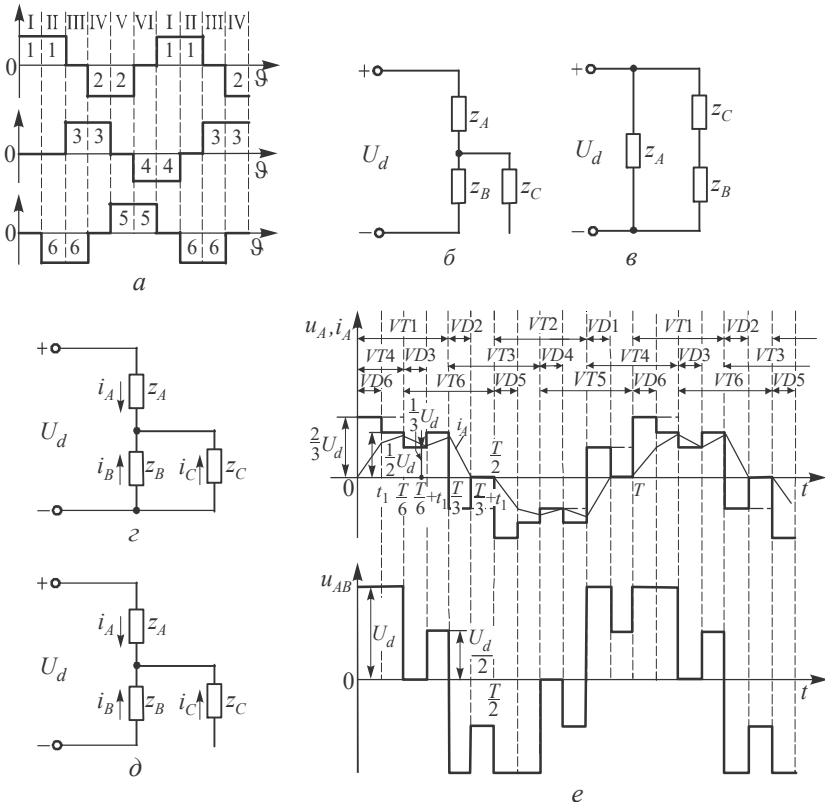 I II III IV V VI I II III IV
1 1 1 1
0 2 2 2 ϑ
3 3 3 3
0 4 4 ϑ
5 5
0 6 6 6 6 ϑ
а
+
z_A
U_d
z_B z_C
−
б
+
z_C
U_d z_A
z_B
−
в
+
i_A z_A
U_d
i_B z_B i_C z_C
−
г
+
i_A z_A
U_d
i_B z_B i_C z_C
−
д
u_A, i_A
VT1 VD2 VT2 VD1 VT1 VD2
VT4 VD3 VT3 VD4 VT4 VD3 VT3
VD6 VT6 VD5 VT5 VD6 VT6 VD5
2/3 U_d 1/2 U_d 1/3 U_d i_A T/2
0 t_1 T/6 T/6+t_1 T/3 T/3+t_1 T t
u_AB
U_d U_d/2
0 T/2 t
е